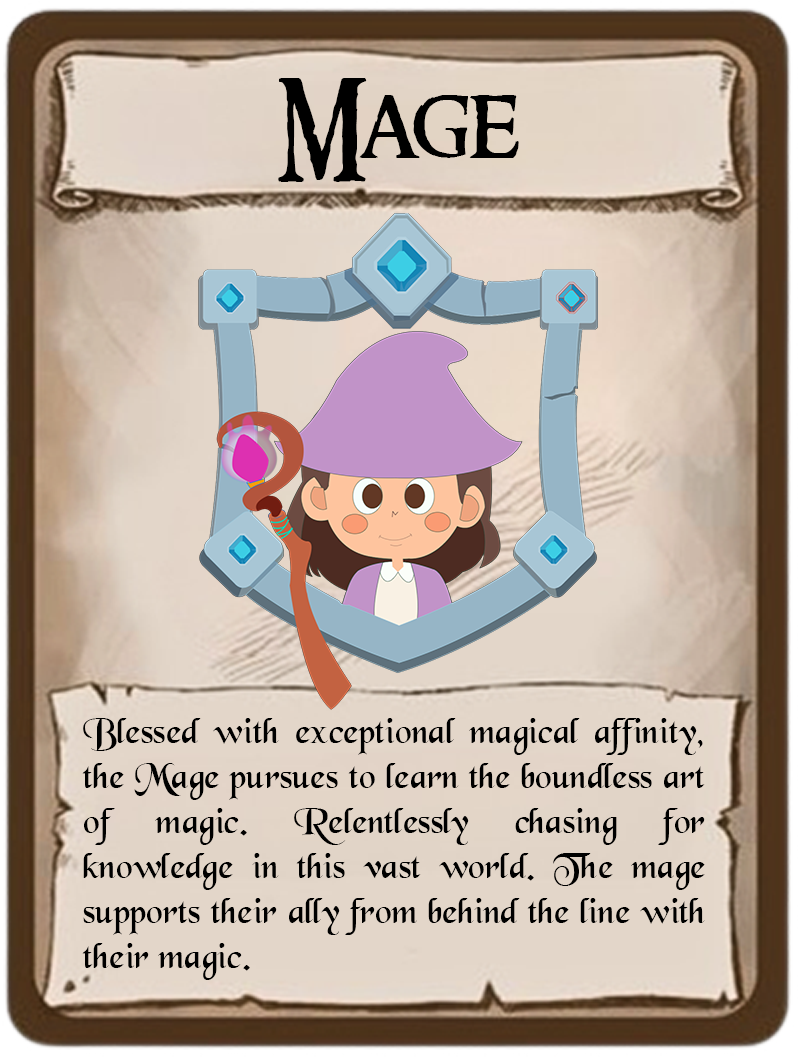 Mage
Blessed with exceptional magical affinity,
the Mage pursues to learn the boundless art
of magic. Relentlessly chasing for
knowledge in this vast world. The mage
supports their ally from behind the line with
their magic.